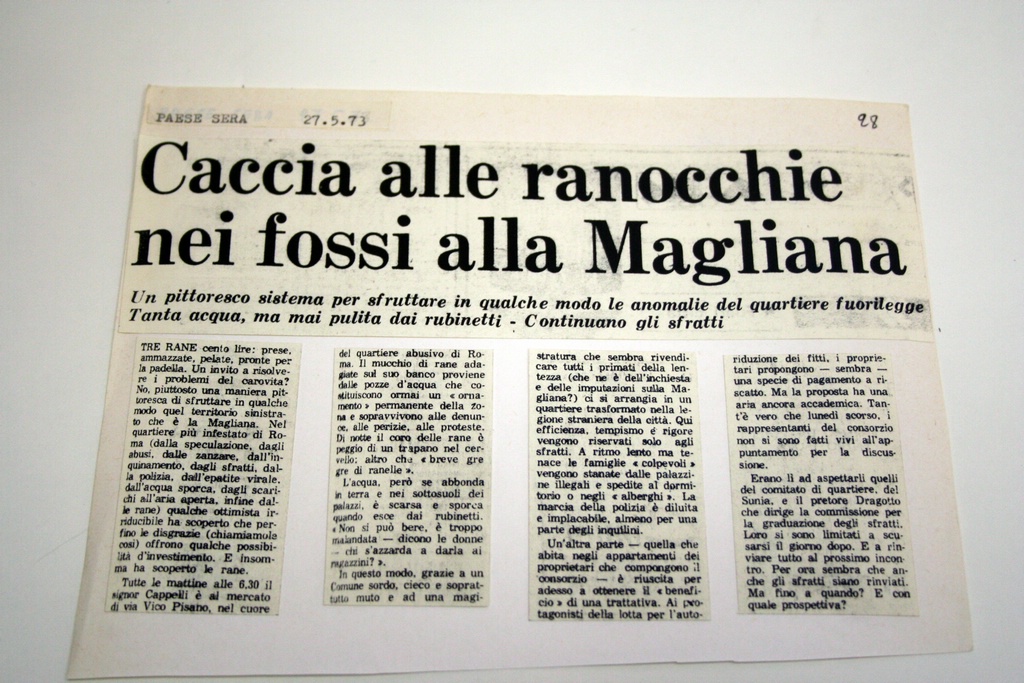 PAESE SERA 27.5.73
28
Caccia alle ranocchie
nei fossi alla Magliana
Un pittoresco sistema per sfruttare in qualche modo le anomalie del quartiere fuorilegge
Tanta acqua, ma mai pulita dai rubinetti - Continuano gli sfratti
TRE RANE cento lire: prese,
ammazzate, pelate, pronte per
la padella. Un invito a risolve-
re i problemi del carovita?
No, piuttosto una maniera pit-
toresca di sfruttare in qualche
modo quel territorio sinistra-
to che è la Magliana. Nel
quartiere più infestato di Ro-
ma (dalla speculazione, dagli
abusi, dalle zanzare, dall'in-
quinamento, dagli sfratti, dal-
la polizia, dall'epatite virale,
dall'acqua sporca, dagli scari-
chi all'aria aperta, infine dal-
le rane) qualche ottimista ir-
riducibile ha scoperto che per-
fino le disgrazie (chiamiamole
così) offrono qualche possibi-
lità d'investimento. E insom-
ma ha scoperto le rane.
Tutte le mattine alle 6,30 il
signor Cappelli è al mercato
di via Vico Pisano, nel cuore
del quartiere abusivo di Ro-
ma. Il mucchio di rane ada-
giate sul suo banco proviene
dalle pozze d'acqua che co-
stituiscono ormai un « orna-
mento » permanente della zo-
na e sopravvivono alle denun-
ce, alle perizie, alle proteste.
Di notte il coro delle rane è
peggio di un trapano nel cer-
vello; altro che « breve gre
gre di ranelle ».
L'acqua, però se abbonda
in terra e nei sottosuoli dei
palazzi, è scarsa e sporca
quando esce dai rubinetti.
« Non si può bere, è troppo
malandata — dicono le donne
— chi s'azzarda a darla ai
ragazzini? ».
In questo modo, grazie a un
Comune sordo, cieco e soprat-
tutto muto e ad una magi-
stratura che sembra rivendi-
care tutti i primati della len-
tezza (che ne è dell'inchiesta
e delle imputazioni sulla Ma-
gliana?) ci si arrangia in un
quartiere trasformato nella le-
gione straniera della città. Qui
efficienza, tempismo e rigore
vengono riservati solo agli
sfratti. A ritmo lento ma te-
nace le famiglie « colpevoli »
vengono stanate dalle palazzi-
ne illegali e spedite al dormi-
torio o negli « alberghi ». La
marcia della polizia è diluita
e implacabile, almeno per una
parte degli inquilini.
Un'altra parte — quella che
abita negli appartamenti dei
proprietari che compongono il
consorzio — è riuscita per
adesso a ottenere il « benefi-
cio » di una trattativa. Ai pro-
tagonisti della lotta per l'auto-
riduzione dei fitti, i proprie-
tari propongono — sembra —
una specie di pagamento a ri-
scatto. Ma la proposta ha una
aria ancora accademica. Tan-
t'è vero che lunedì scorso, i
rappresentanti del consorzio
non si sono fatti vivi all'ap-
puntamento per la discus-
sione.
Erano lì ad aspettarli quelli
del comitato di quartiere, del
Sunia, e il pretore Dragotto
che dirige la commissione per
la graduazione degli sfratti.
Loro si sono limitati a scu-
sarsi il giorno dopo. E a rin-
viare tutto al prossimo incon-
tro. Per ora sembra che an-
che gli sfratti siano rinviati.
Ma fino a quando? E con
quale prospettiva?